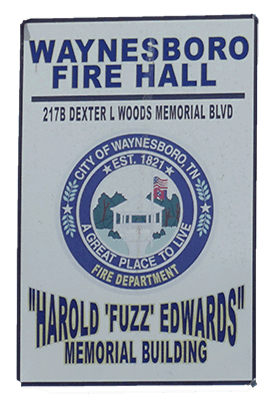 WAYNESBORO
FIRE HALL
217B DEXTER L WOODS MEMORIAL BLVD
CITY OF WAYNESBORO, TN.
EST. 1821
A GREAT PLACE TO LIVE
FIRE DEPARTMENT
"HAROLD 'FUZZ' EDWARDS"
MEMORIAL BUILDING